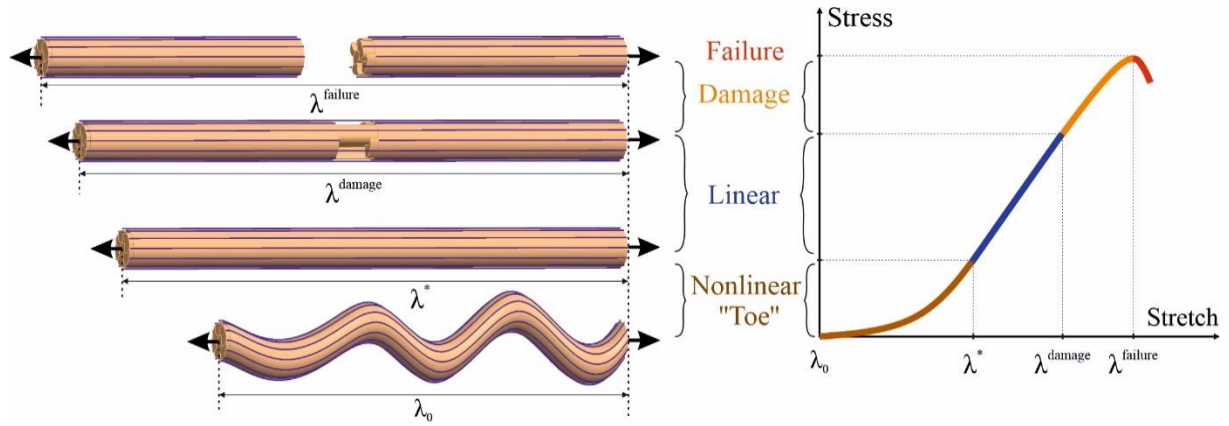 λ^failure
λ^damage
λ^*
λ₀
Failure
Damage
Linear
Nonlinear
"Toe"
Stress
Stretch
λ₀
λ^*
λ^damage
λ^failure